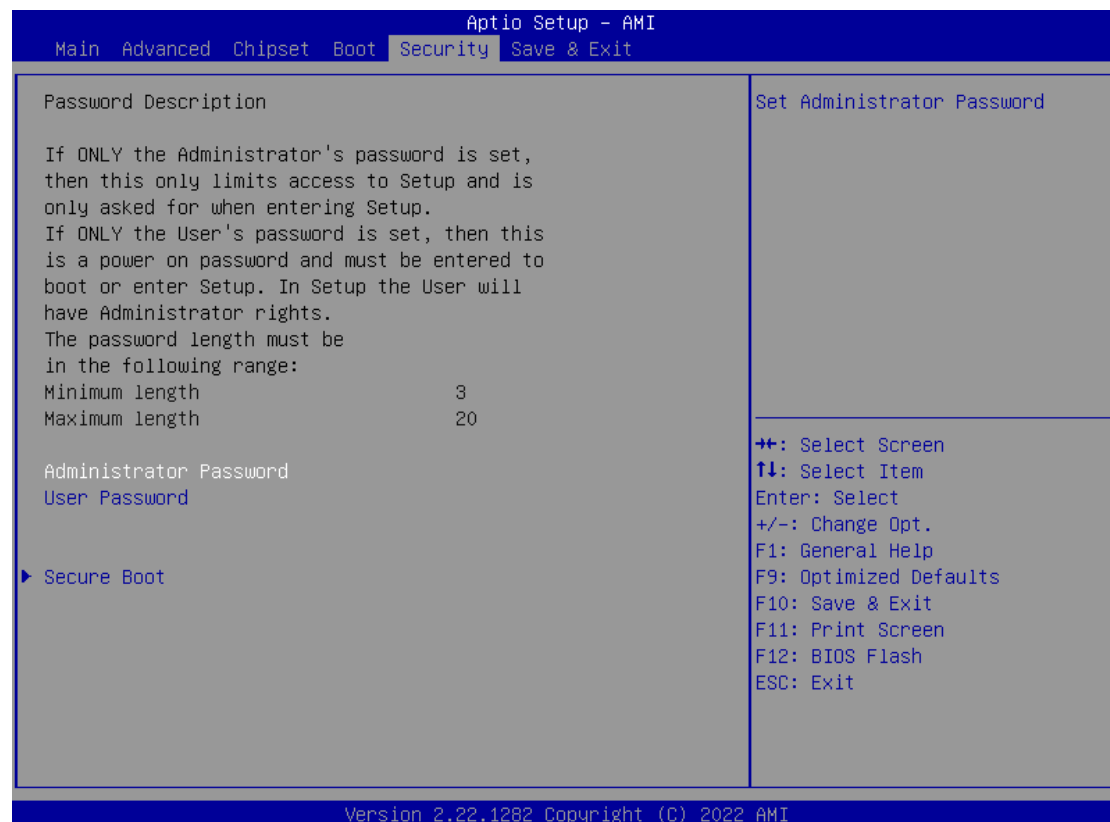 Aptio Setup – AMI
Main Advanced Chipset Boot Security Save & Exit
Password Description
If ONLY the Administrator's password is set,
then this only limits access to Setup and is
only asked for when entering Setup.
If ONLY the User's password is set, then this
is a power on password and must be entered to
boot or enter Setup. In Setup the User will
have Administrator rights.
The password length must be
in the following range:
Minimum length 3
Maximum length 20
Administrator Password
User Password
Secure Boot
Set Administrator Password
→←: Select Screen
↑↓: Select Item
Enter: Select
+/-: Change Opt.
F1: General Help
F9: Optimized Defaults
F10: Save & Exit
F11: Print Screen
F12: BIOS Flash
ESC: Exit
Version 2.22.1282 Copyright (C) 2022 AMI